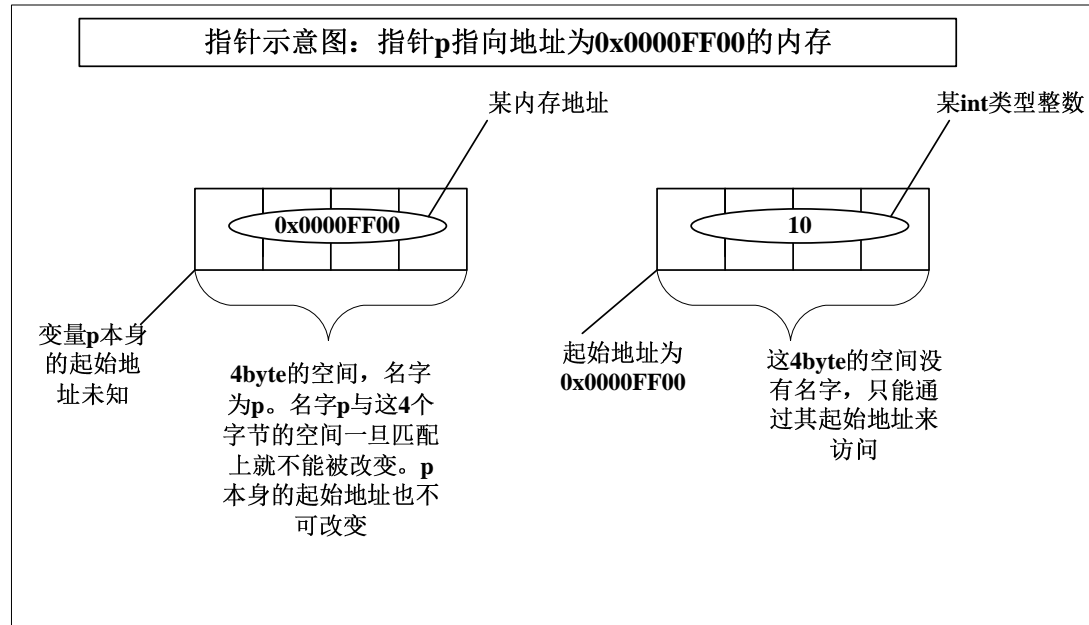 指针示意图：指针p指向地址为0x0000FF00的内存
某内存地址
某int类型整数
0x0000FF00
10
变量p本身
的起始地
址未知
4byte的空间，名字
为p。名字p与这4个
字节的空间一旦匹配
上就不能被改变。p
本身的起始地址也不
可改变
起始地址为
0x0000FF00
这4byte的空间没
有名字，只能通
过其起始地址来
访问